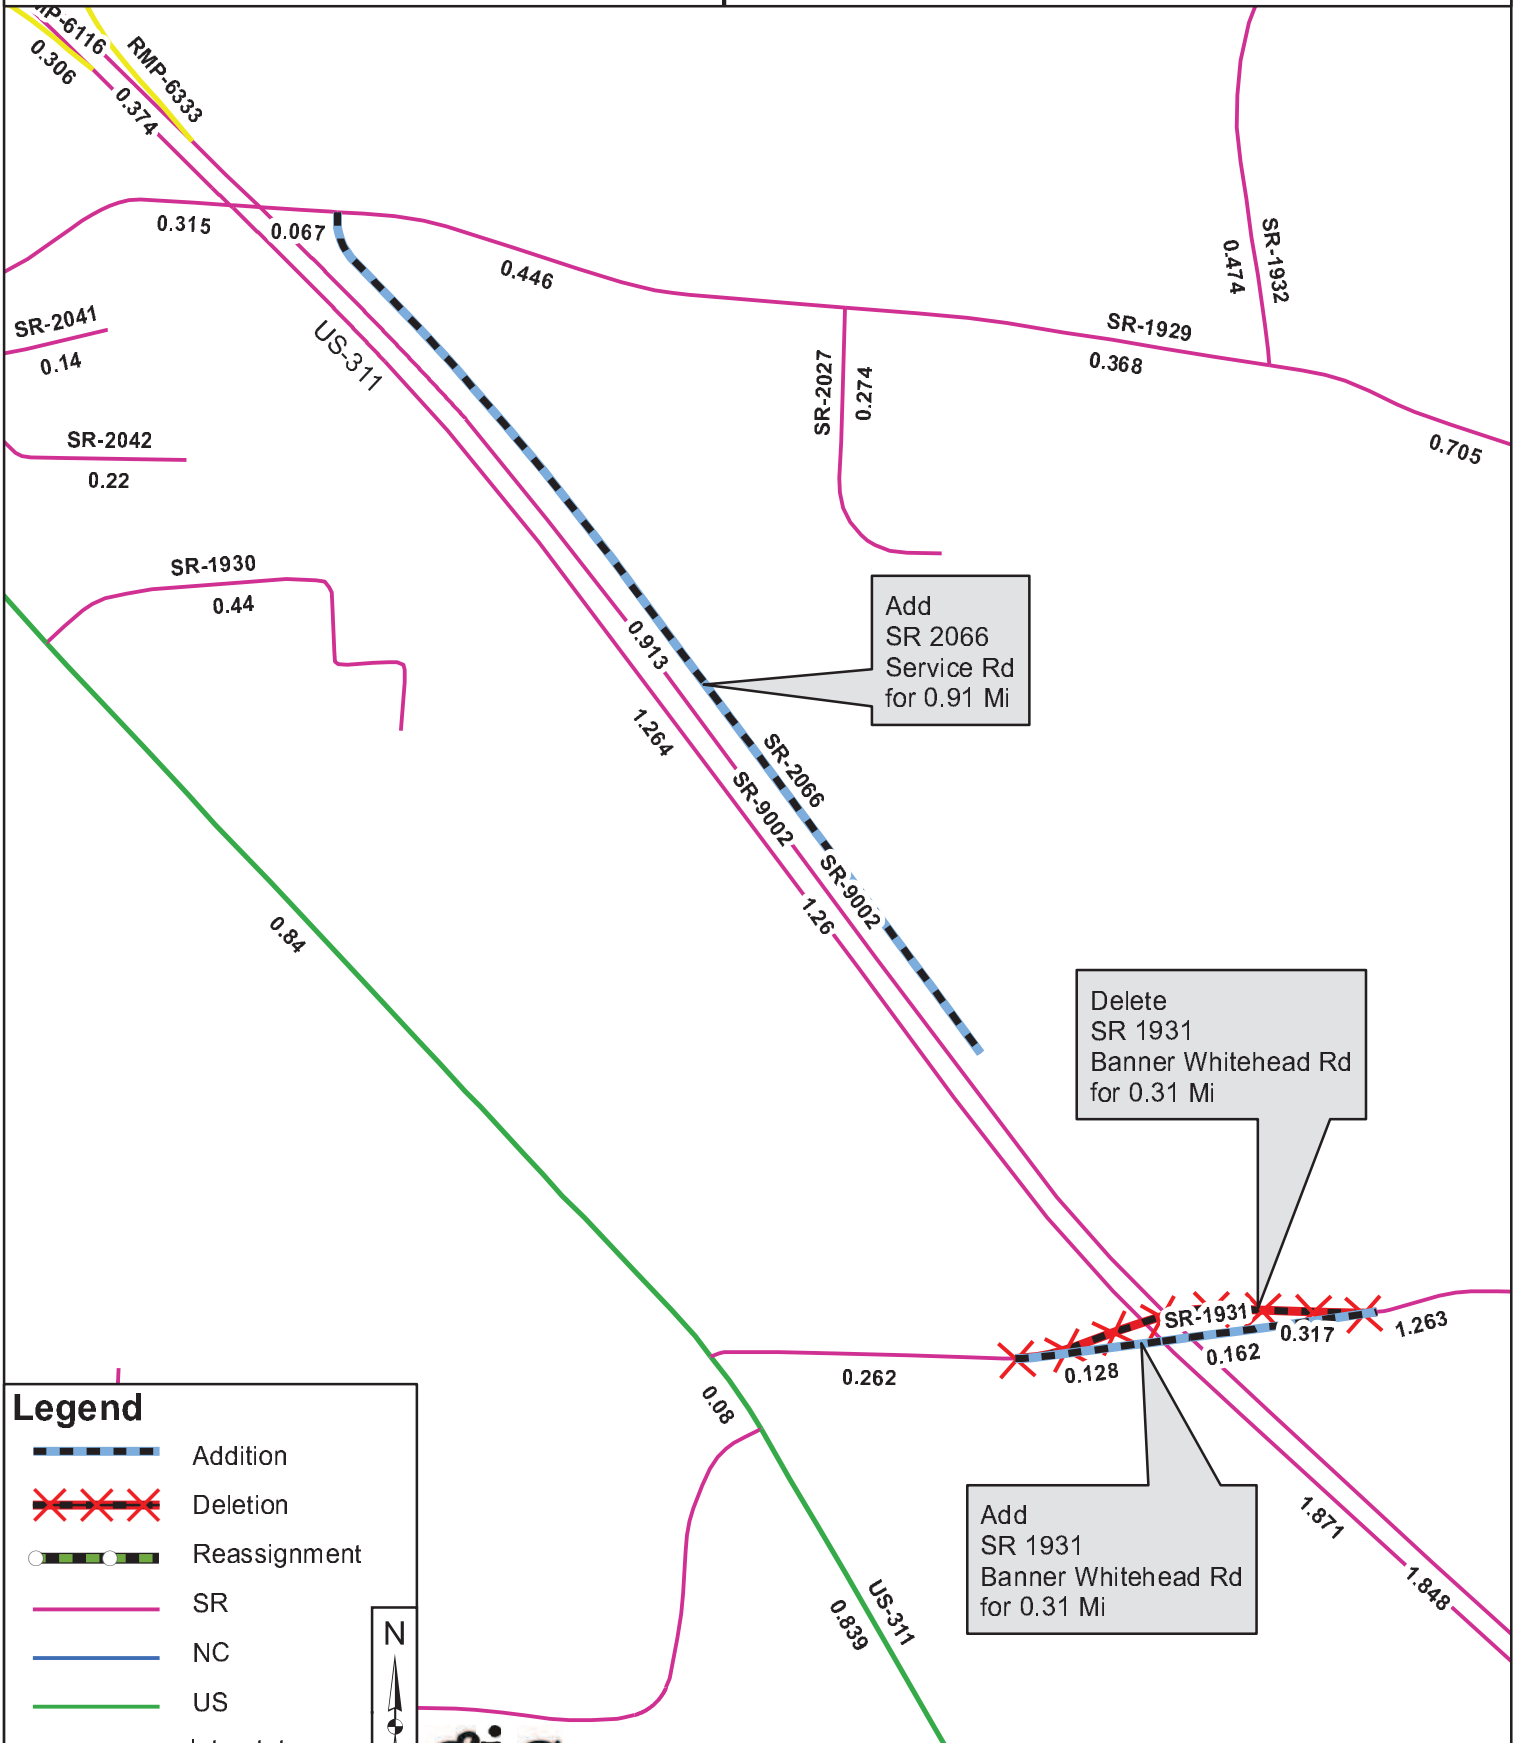 MP-6116
0.306
RMP-6333
0.374
0.315
0.067
0.446
SR-1932
0.474
SR-1929
0.368
0.705
SR-2041
0.14
US-311
SR-2027
0.274
SR-2042
0.22
SR-1930
0.44
0.913
1.264
Add
SR 2066
Service Rd
for 0.91 Mi
SR-2066
SR-9002
SR-9002
1.26
0.84
Delete
SR 1931
Banner Whitehead Rd
for 0.31 Mi
SR-1931
0.317
1.263
0.162
0.128
0.262
0.08
Add
SR 1931
Banner Whitehead Rd
for 0.31 Mi
1.871
1.848
US-311
0.839
Legend
Addition
Deletion
Reassignment
SR
NC
US
N